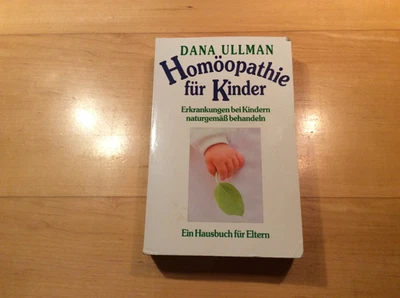 DANA ULLMAN
Homöopathie
für Kinder
Erkrankungen bei Kindern
naturgemäß behandeln
Ein Hausbuch für Eltern